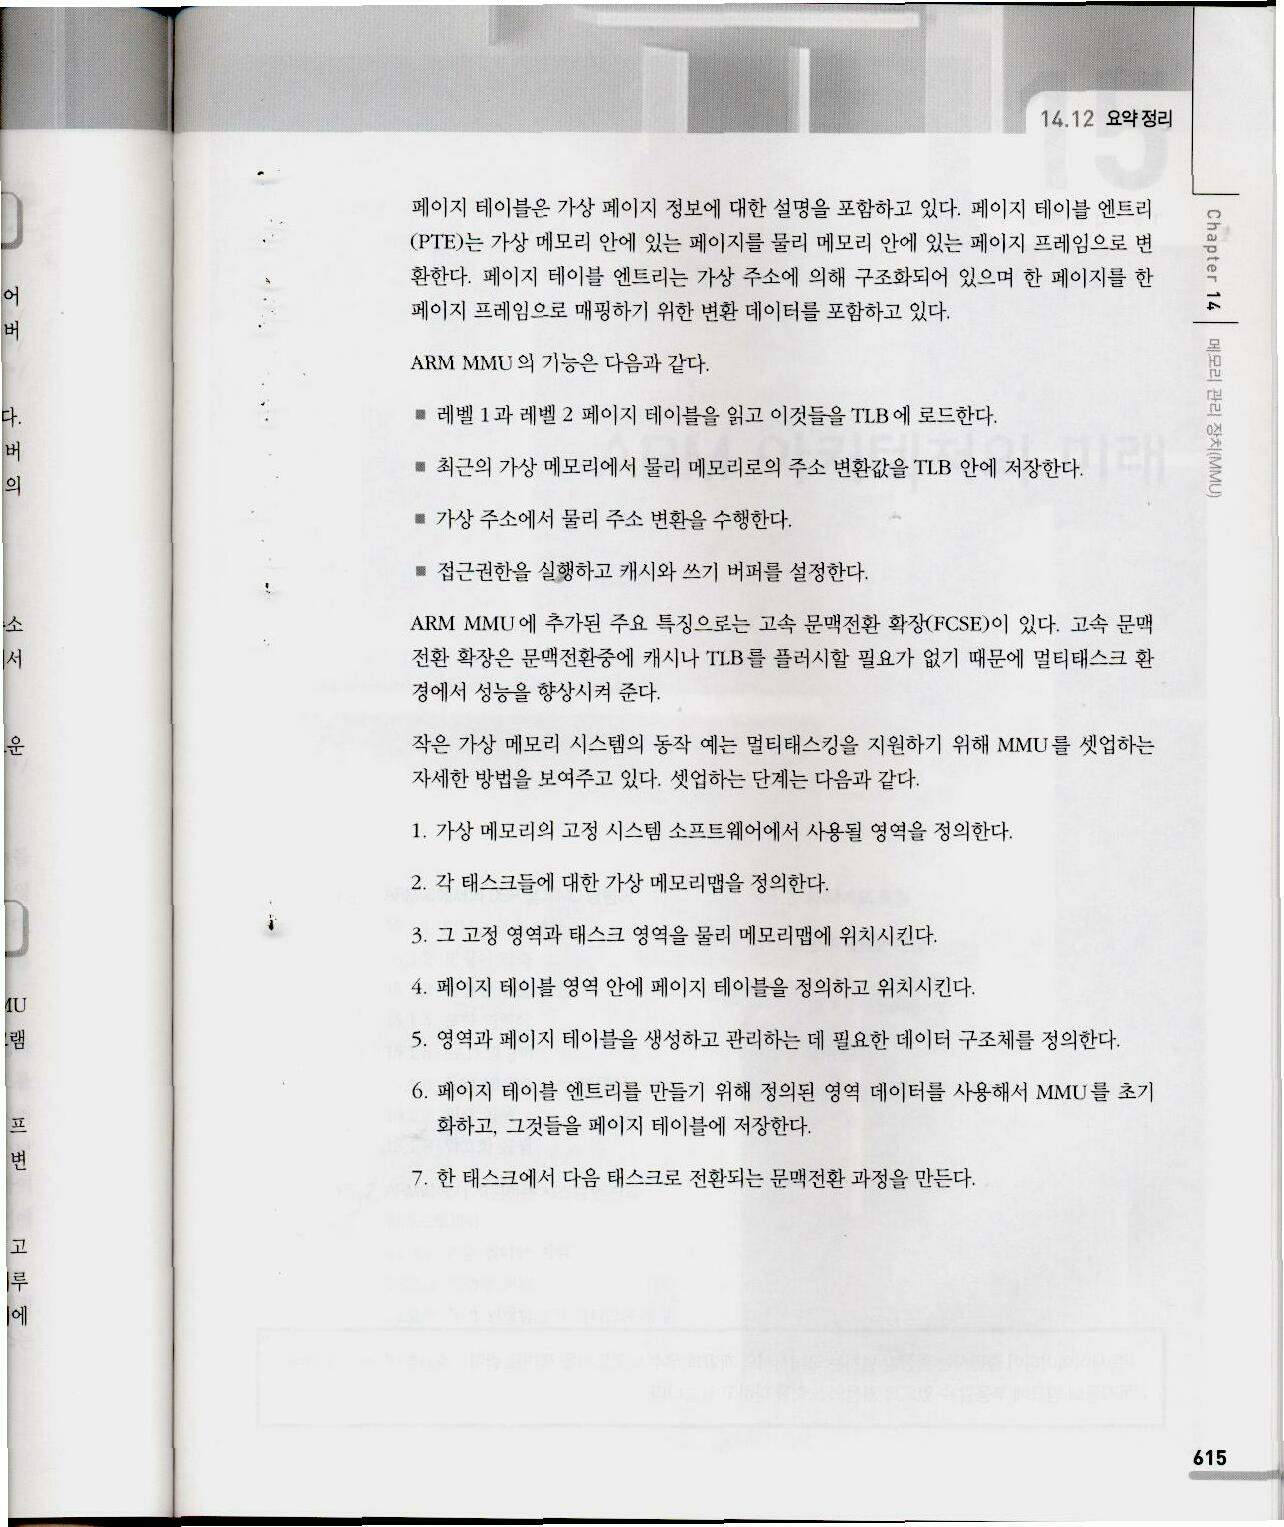 14.12 요약정리
페이지 테이블은 가상 페이지 정보에 대한 설명을 포함하고 있다. 페이지 테이블 엔트리
(PTE)는 가상 메모리 안에 있는 페이지를 물리 메모리 안에 있는 페이지 프레임으로 변
환한다. 페이지 테이블 엔트리는 가상 주소에 의해 구조화되어 있으며 한 페이지를 한
페이지 프레임으로 매핑하기 위한 변환 데이터를 포함하고 있다.
ARM MMU의 기능은 다음과 같다.
■ 레벨 1과 레벨 2 페이지 테이블을 읽고 이것들을 TLB에 로드한다.
■ 최근의 가상 메모리에서 물리 메모리로의 주소 변환값을 TLB 안에 저장한다.
■ 가상 주소에서 물리 주소 변환을 수행한다.
■ 접근권한을 실행하고 캐시와 쓰기 버퍼를 설정한다.
ARM MMU에 추가된 주요 특징으로는 고속 문맥전환 확장(FCSE)이 있다. 고속 문맥
전환 확장은 문맥전환중에 캐시나 TLB를 플러시할 필요가 없기 때문에 멀티태스크 환
경에서 성능을 향상시켜 준다.
작은 가상 메모리 시스템의 동작 예는 멀티태스킹을 지원하기 위해 MMU를 셋업하는
자세한 방법을 보여주고 있다. 셋업하는 단계는 다음과 같다.
1. 가상 메모리의 고정 시스템 소프트웨어에서 사용될 영역을 정의한다.
2. 각 태스크들에 대한 가상 메모리맵을 정의한다.
3. 그 고정 영역과 태스크 영역을 물리 메모리맵에 위치시킨다.
4. 페이지 테이블 영역 안에 페이지 테이블을 정의하고 위치시킨다.
5. 영역과 페이지 테이블을 생성하고 관리하는 데 필요한 데이터 구조체를 정의한다.
6. 페이지 테이블 엔트리를 만들기 위해 정의된 영역 데이터를 사용해서 MMU를 초기
화하고, 그것들을 페이지 테이블에 저장한다.
7. 한 태스크에서 다음 태스크로 전환되는 문맥전환 과정을 만든다.
Chapter 14
메모리 관리 장치(MMU)
615
어
버
다.
버
의
소
서
운
MU
램
프
변
고
루
에